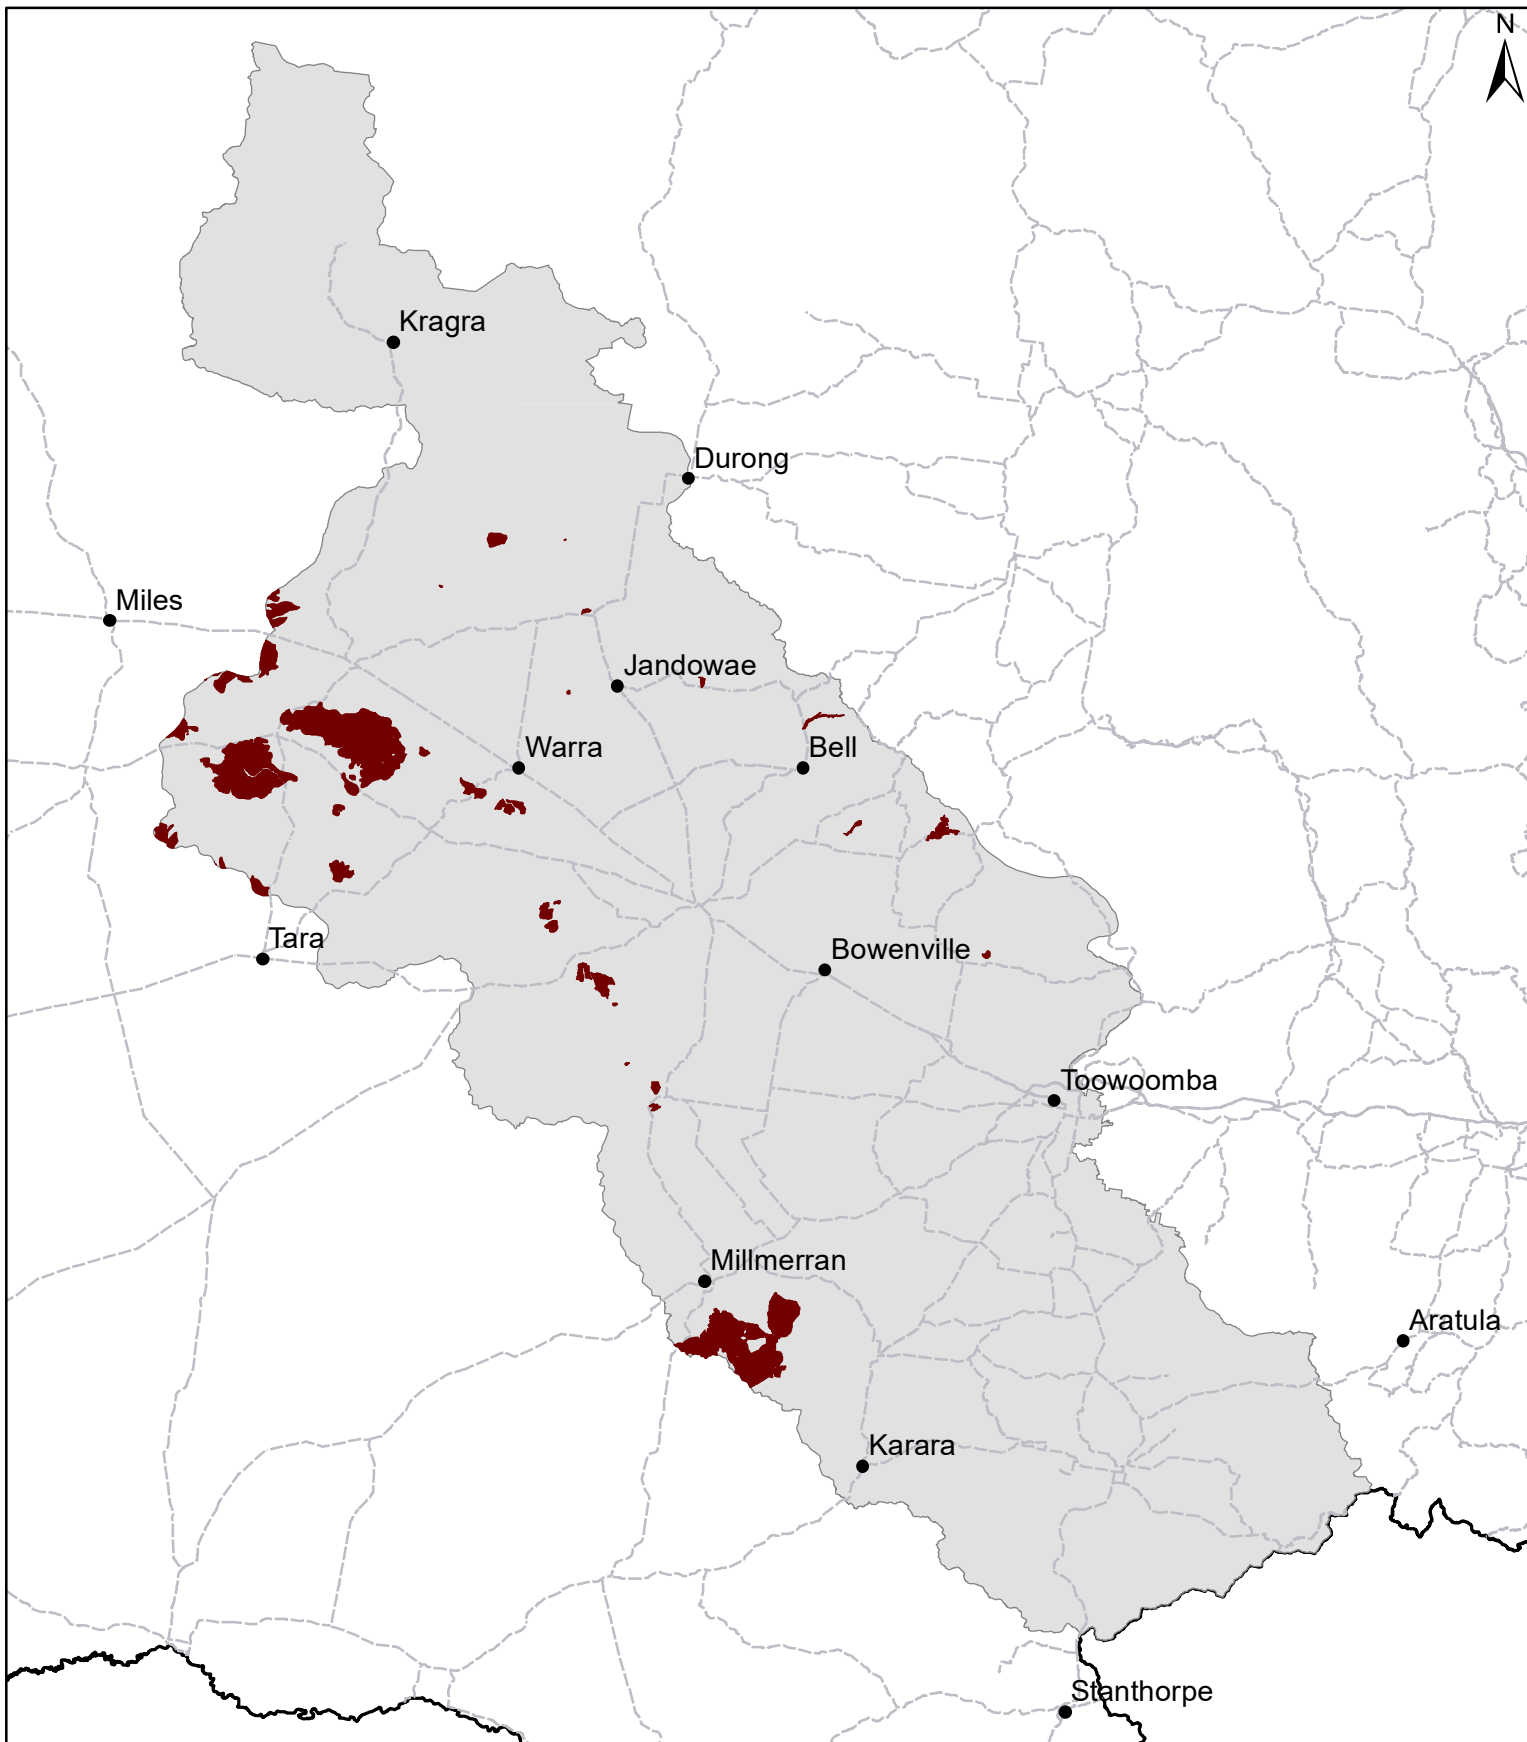 N
Kragra
Durong
Miles
Jandowae
Warra
Bell
Tara
Bowenville
Toowoomba
Millmerran
Aratula
Karara
Stanthorpe